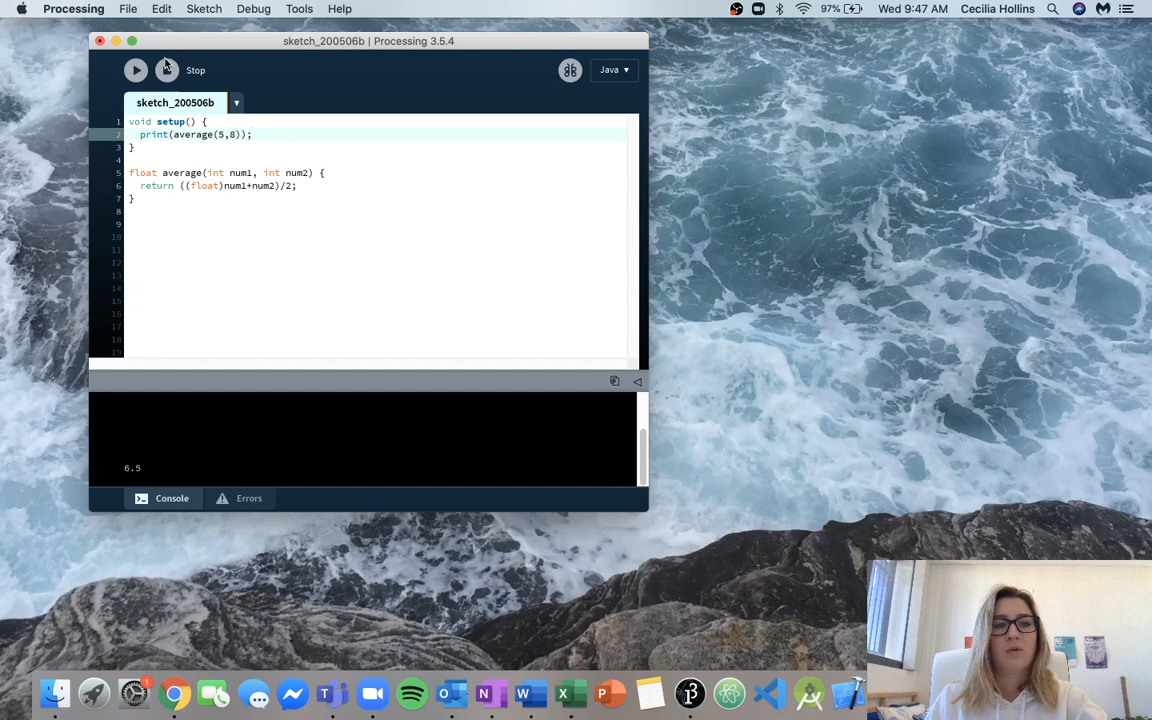 Processing File Edit Sketch Debug Tools Help 97% Wed 9:47 AM Cecilia Hollins
sketch_200506b | Processing 3.5.4
Stop
Java ▾
sketch_200506b ▾
1 void setup() {
2 print(average(5,8));
3 }
4
5 float average(int num1, int num2) {
6 return ((float)num1+num2)/2;
7 }
8
9
10
11
12
13
14
15
16
17
18
19
6.5
Console Errors
1
N W X P